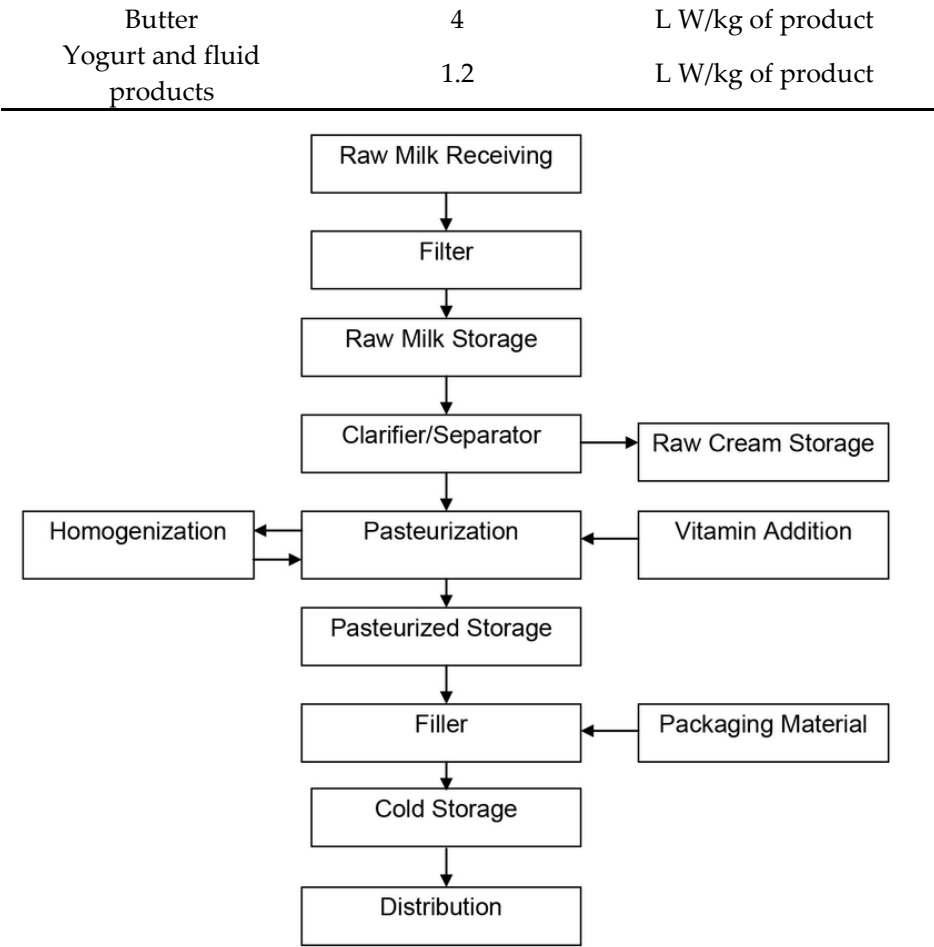 Butter 4 L W/kg of product
Yogurt and fluid
products 1.2 L W/kg of product
Raw Milk Receiving
Filter
Raw Milk Storage
Clarifier/Separator
Raw Cream Storage
Homogenization
Pasteurization
Vitamin Addition
Pasteurized Storage
Filler
Packaging Material
Cold Storage
Distribution